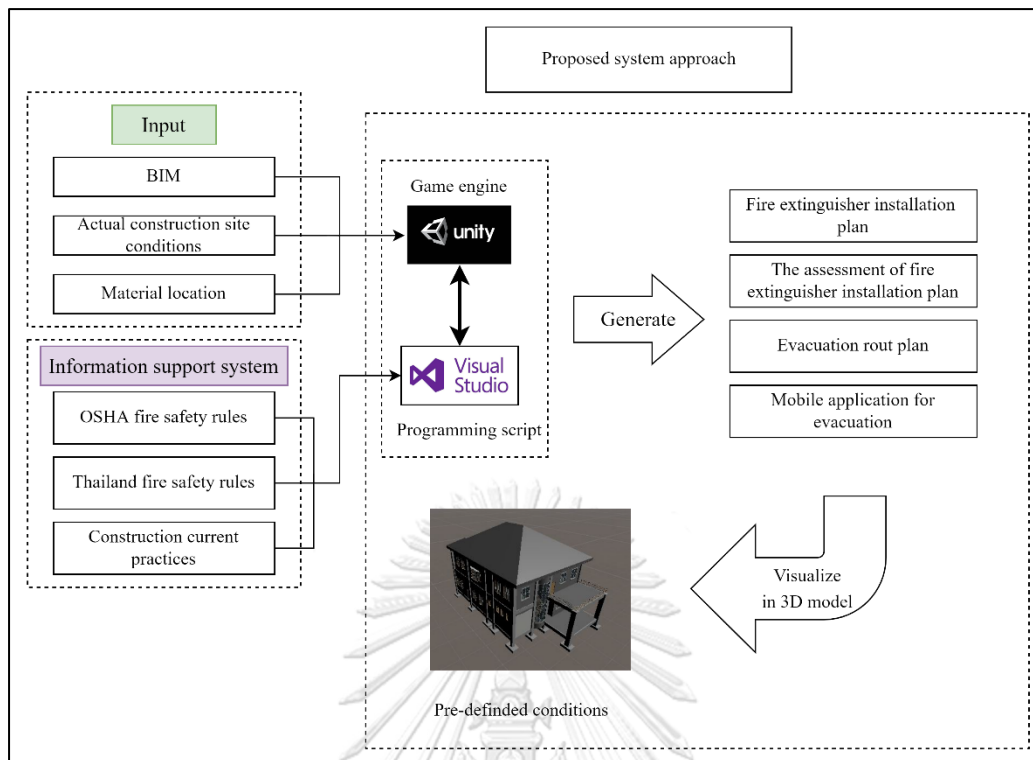 Proposed system approach
Input
BIM
Actual construction site
conditions
Material location
Information support system
OSHA fire safety rules
Thailand fire safety rules
Construction current
practices
Game engine
unity
Visual
Studio
Programming script
Generate
Fire extinguisher installation
plan
The assessment of fire
extinguisher installation plan
Evacuation rout plan
Mobile application for
evacuation
Visualize
in 3D model
Pre-definded conditions